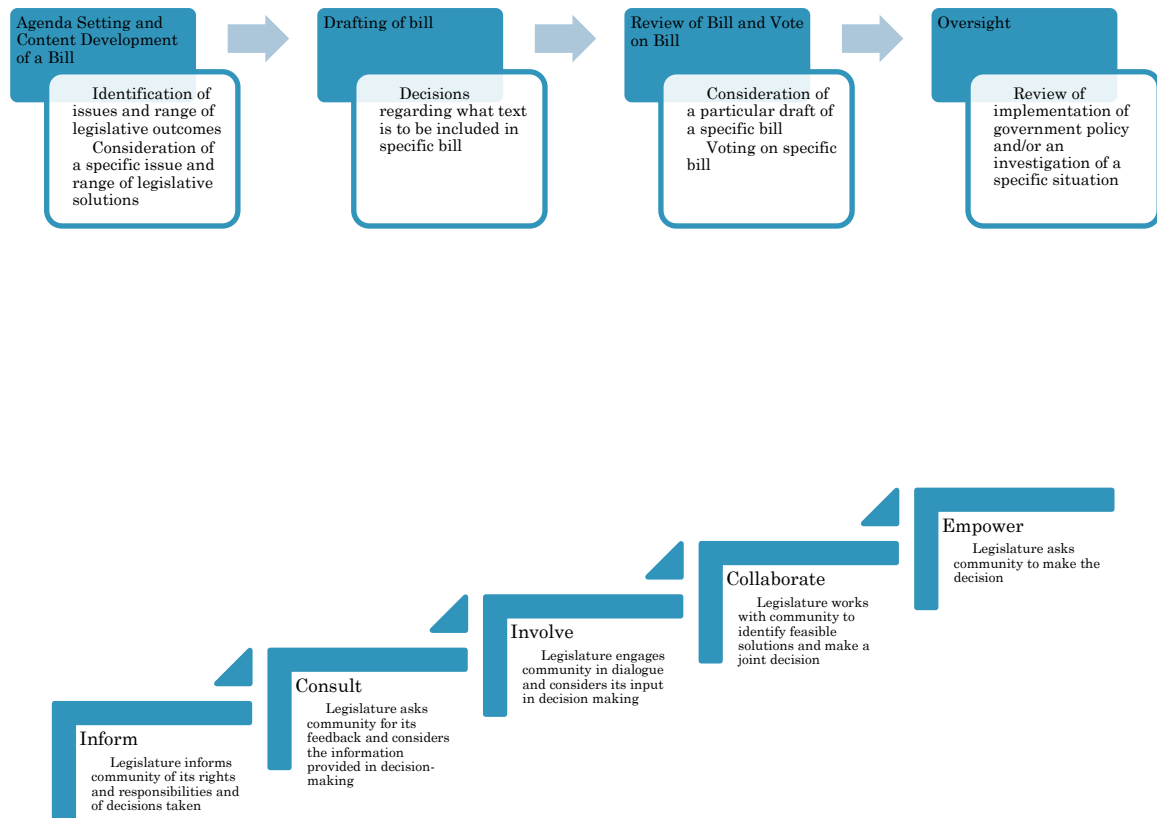 Agenda Setting and
Content Development
of a Bill
Identification of
issues and range of
legislative outcomes
Consideration of
a specific issue and
range of legislative
solutions
Drafting of bill
Decisions
regarding what text
is to be included in
specific bill
Review of Bill and Vote
on Bill
Consideration of
a particular draft of
a specific bill
Voting on specific
bill
Oversight
Review of
implementation of
government policy
and/or an
investigation of a
specific situation
Inform
Legislature informs
community of its rights
and responsibilities and
of decisions taken
Consult
Legislature asks
community for its
feedback and considers
the information
provided in decision-
making
Involve
Legislature engages
community in dialogue
and considers its input
in decision making
Collaborate
Legislature works
with community to
identify feasible
solutions and make a
joint decision
Empower
Legislature asks
community to make the
decision